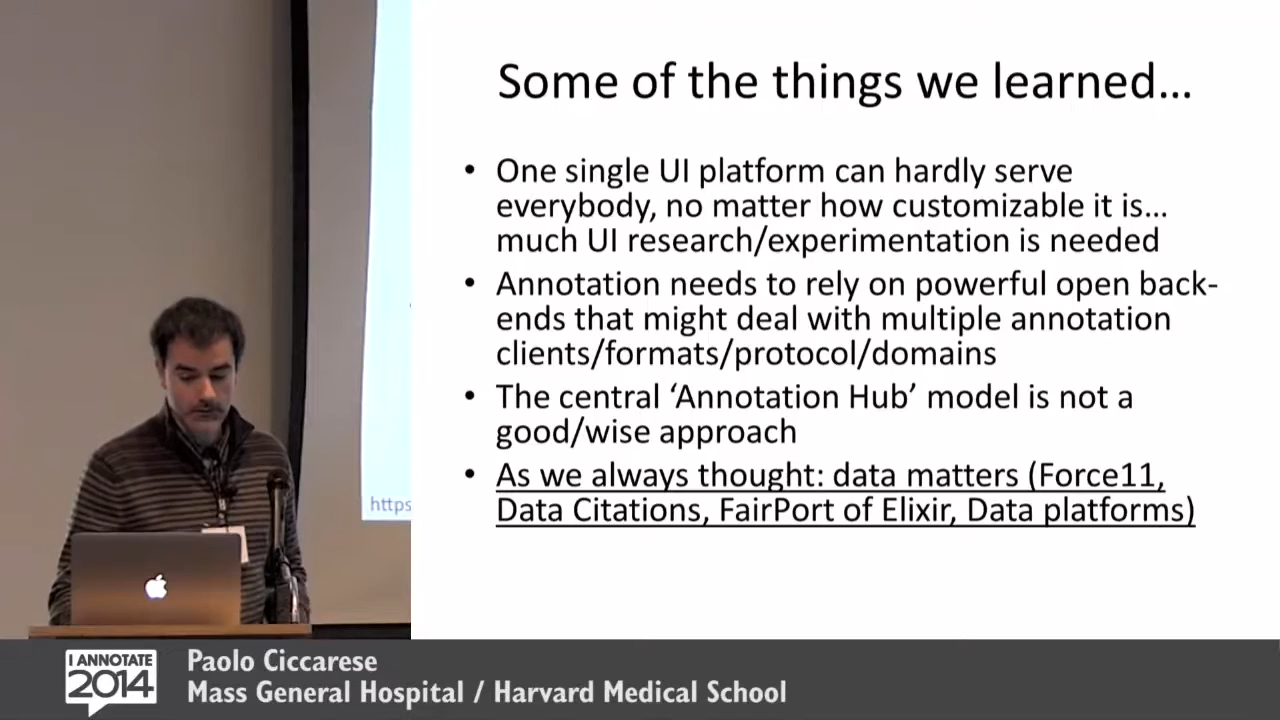 Some of the things we learned…
• One single UI platform can hardly serve
everybody, no matter how customizable it is…
much UI research/experimentation is needed
• Annotation needs to rely on powerful open back-
ends that might deal with multiple annotation
clients/formats/protocol/domains
• The central ‘Annotation Hub’ model is not a
good/wise approach
• As we always thought: data matters (Force11,
Data Citations, FairPort of Elixir, Data platforms)
https
I ANNOTATE
2014
Paolo Ciccarese
Mass General Hospital / Harvard Medical School